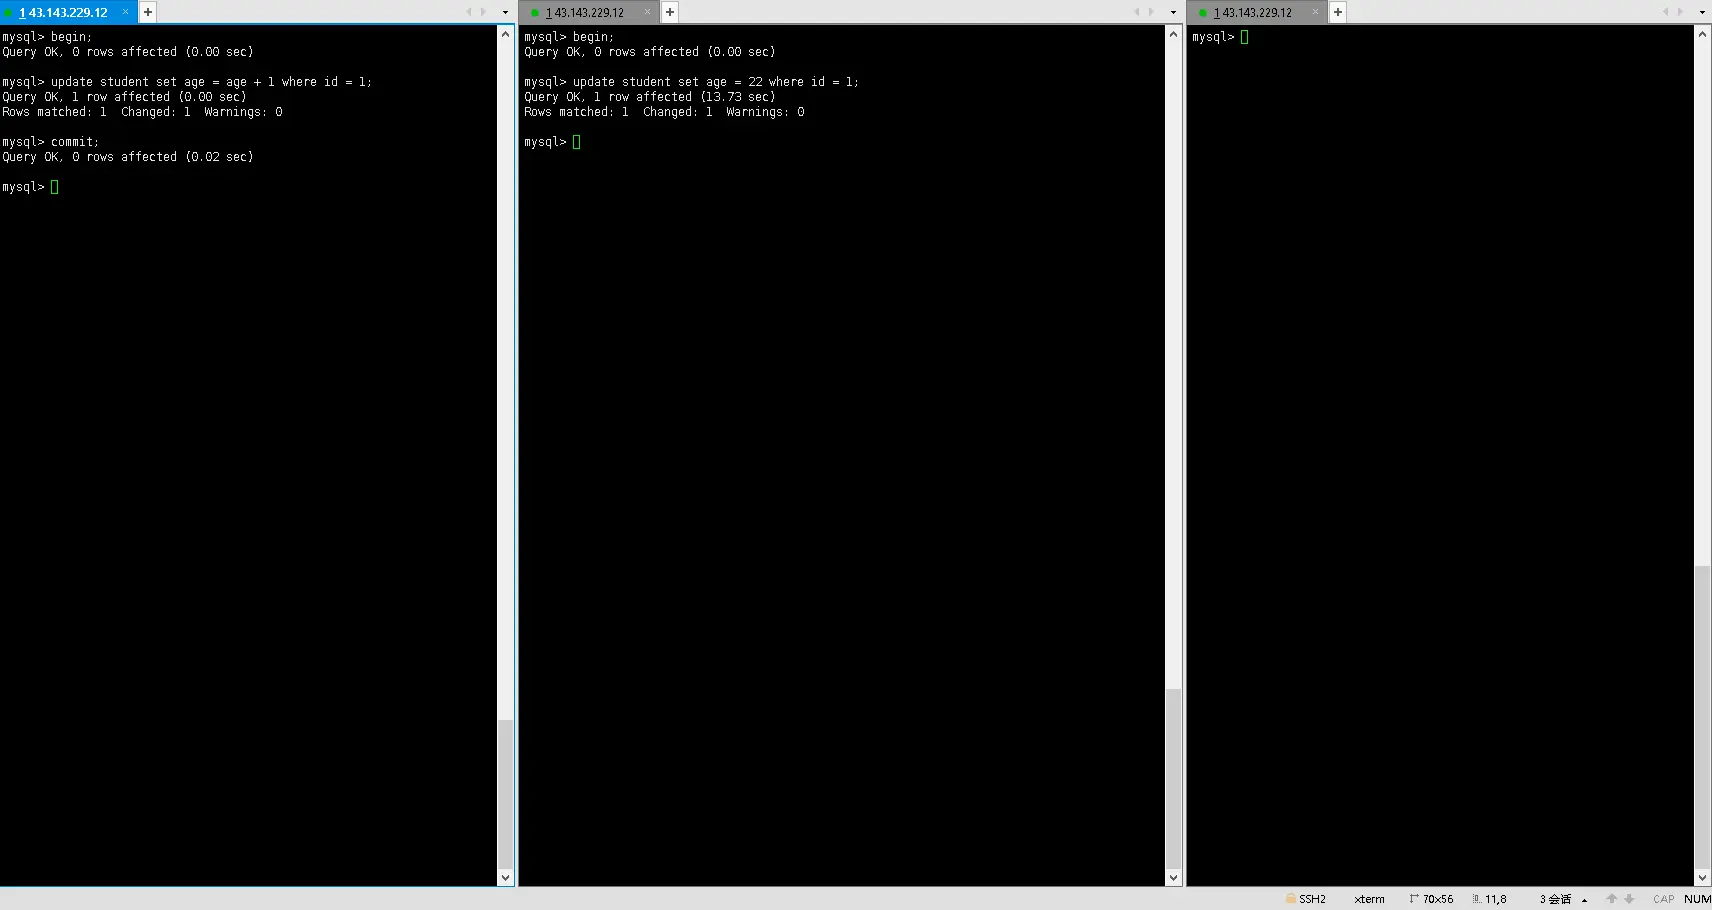 1 43.143.229.12 × +
mysql> begin;
Query OK, 0 rows affected (0.00 sec)
mysql> update student set age = age + 1 where id = 1;
Query OK, 1 row affected (0.00 sec)
Rows matched: 1  Changed: 1  Warnings: 0
mysql> commit;
Query OK, 0 rows affected (0.02 sec)
mysql>
1 43.143.229.12 × +
mysql> begin;
Query OK, 0 rows affected (0.00 sec)
mysql> update student set age = 22 where id = 1;
Query OK, 1 row affected (13.73 sec)
Rows matched: 1  Changed: 1  Warnings: 0
mysql>
1 43.143.229.12 × +
mysql>
SSH2 xterm 70×56 11,8 3 会话 CAP NUM